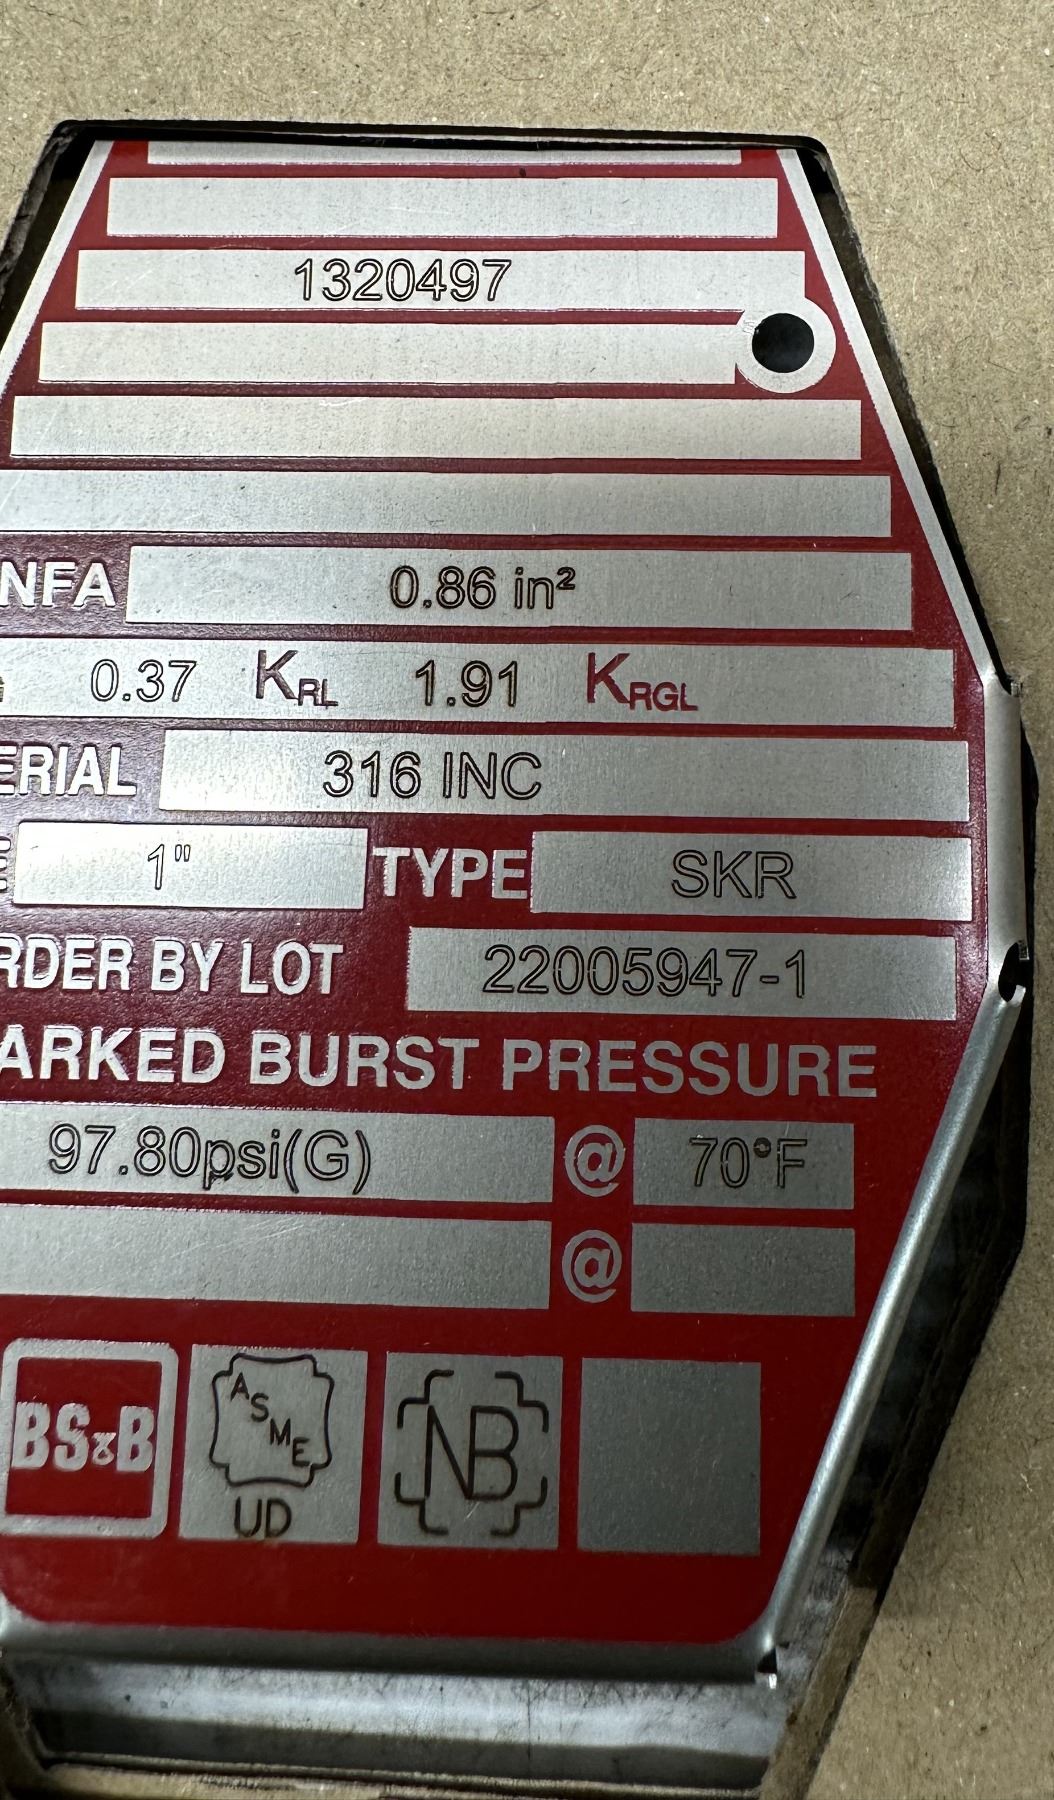 1320497
NFA 0.86 in²
0.37 KRL 1.91 KRGL
ERIAL 316 INC
1" TYPE SKR
RDER BY LOT 22005947-1
ARKED BURST PRESSURE
97.80psi(G) @ 70°F
@
BS&B ASME UD NB